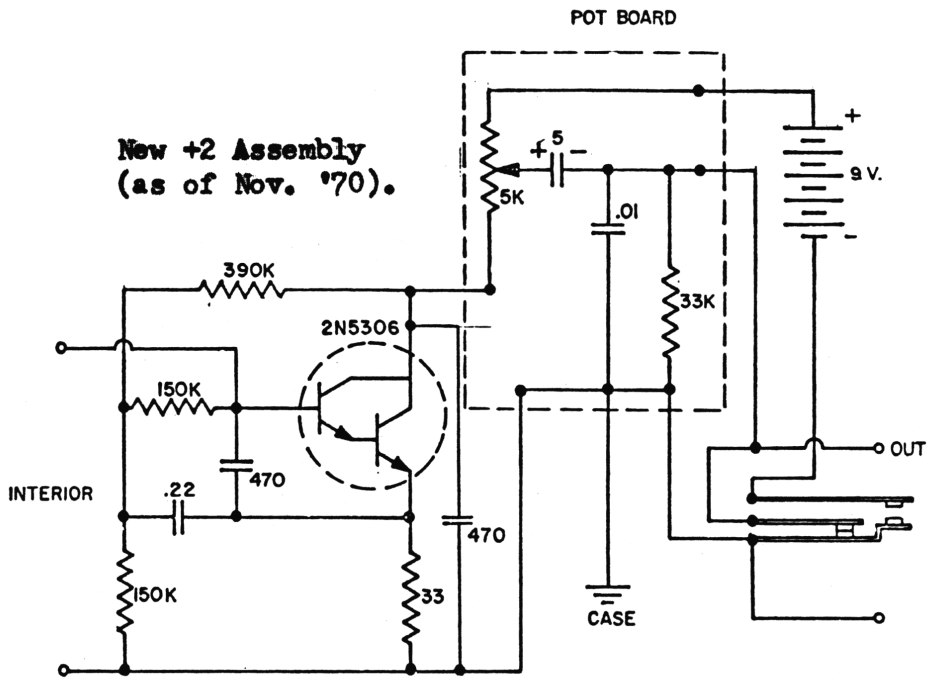 POT BOARD
New +2 Assembly
(as of Nov. '70).
+ 5 -
5K
.01
33K
+
9 V.
-
390K
2N5306
150K
470
INTERIOR
.22
150K
33
470
CASE
OUT